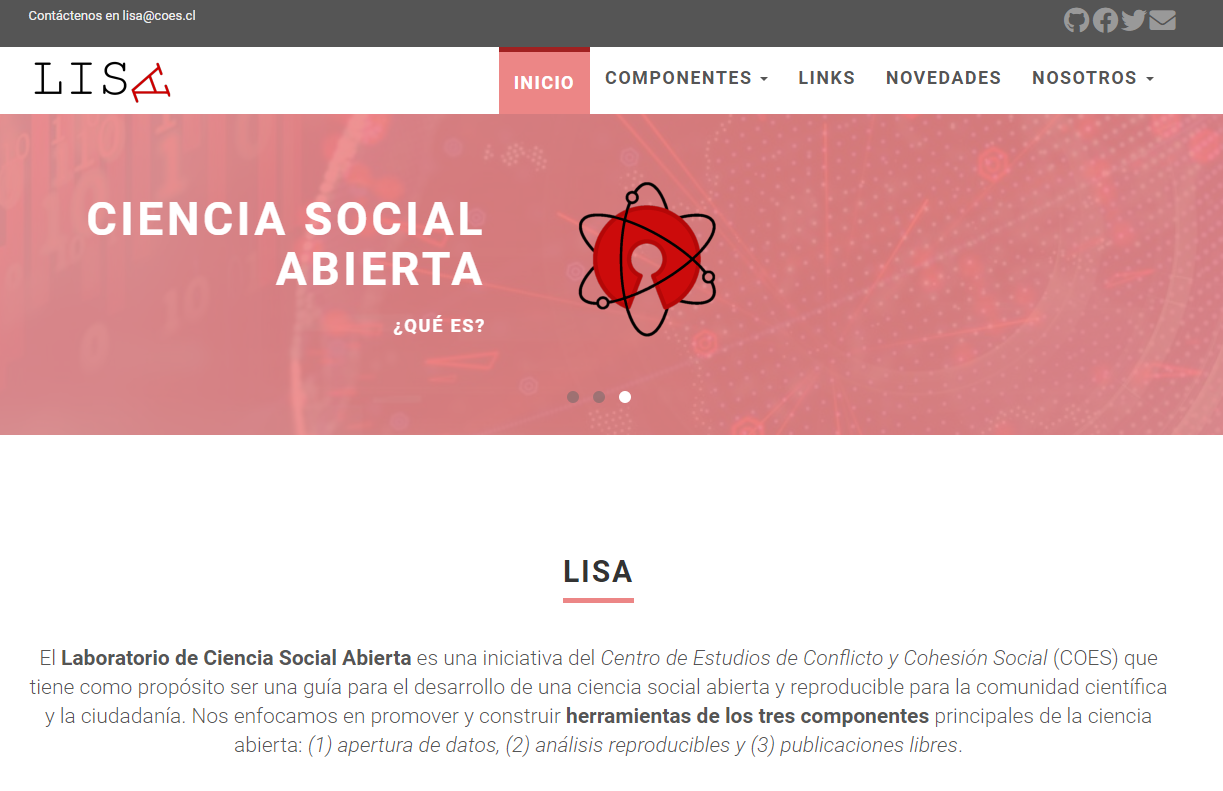 Contáctenos en lisa@coes.cl
LISA
INICIO
COMPONENTES
LINKS
NOVEDADES
NOSOTROS
CIENCIA SOCIAL
ABIERTA
¿QUÉ ES?
LISA
El Laboratorio de Ciencia Social Abierta es una iniciativa del Centro de Estudios de Conflicto y Cohesión Social (COES) que
tiene como propósito ser una guía para el desarrollo de una ciencia social abierta y reproducible para la comunidad científica
y la ciudadanía. Nos enfocamos en promover y construir herramientas de los tres componentes principales de la ciencia
abierta: (1) apertura de datos, (2) análisis reproducibles y (3) publicaciones libres.